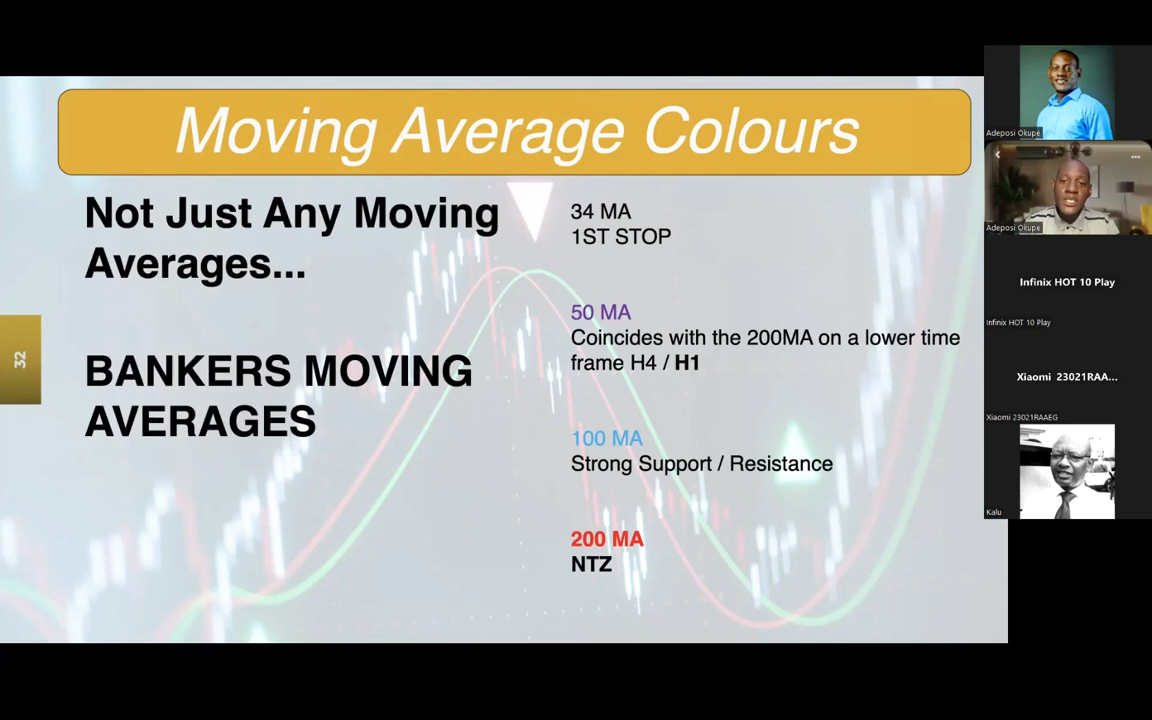 Moving Average Colours
Not Just Any Moving
Averages...
BANKERS MOVING
AVERAGES
34 MA
1ST STOP
50 MA
Coincides with the 200MA on a lower time
frame H4 / H1
100 MA
Strong Support / Resistance
200 MA
NTZ
32
Adeposi Okupe
Adeposi Okupe
Infinix HOT 10 Play
Infinix HOT 10 Play
Xiaomi 23021RAA...
Xiaomi 23021RAAEG
Kalu